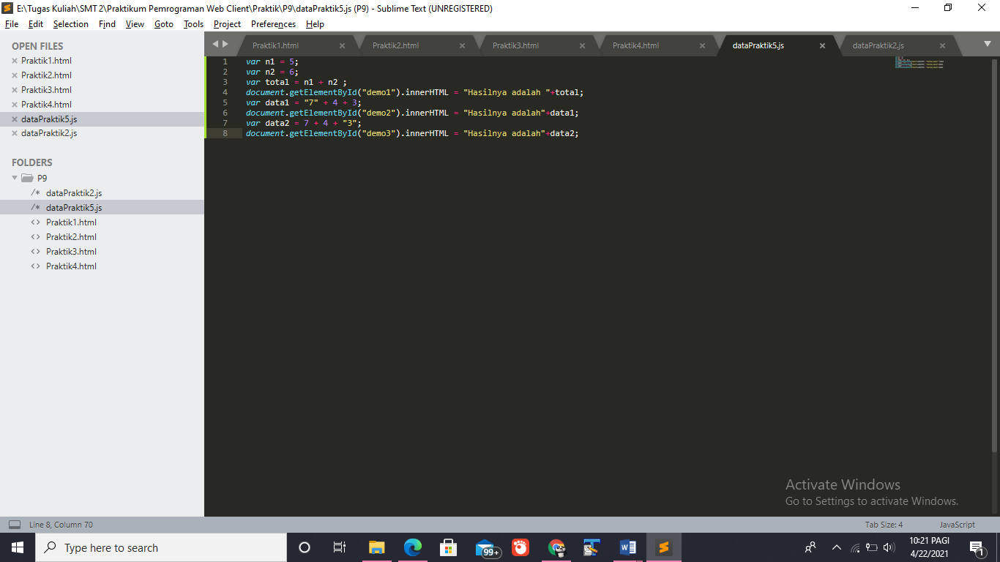 E:\Tugas Kuliah\SMT 2\Praktikum Pemrograman Web Client\Praktik\P9\dataPraktik5.js (P9) - Sublime Text (UNREGISTERED)
File Edit Selection Find View Goto Tools Project Preferences Help
OPEN FILES
Praktik1.html
Praktik2.html
Praktik3.html
Praktik4.html
dataPraktik5.js
dataPraktik2.js
FOLDERS
P9
/* dataPraktik2.js
/* dataPraktik5.js
<> Praktik1.html
<> Praktik2.html
<> Praktik3.html
<> Praktik4.html
Praktik1.html Praktik2.html Praktik3.html Praktik4.html dataPraktik5.js dataPraktik2.js
1 var n1 = 5;
2 var n2 = 6;
3 var total = n1 + n2 ;
4 document.getElementById("demo1").innerHTML = "Hasilnya adalah "+total;
5 var data1 = "7" + 4 + 3;
6 document.getElementById("demo2").innerHTML = "Hasilnya adalah"+data1;
7 var data2 = 7 + 4 + "3";
8 document.getElementById("demo3").innerHTML = "Hasilnya adalah"+data2;
Activate Windows
Go to Settings to activate Windows.
Line 8, Column 70 Tab Size: 4 JavaScript
Type here to search
99+
10:21 PAGI
4/22/2021
1